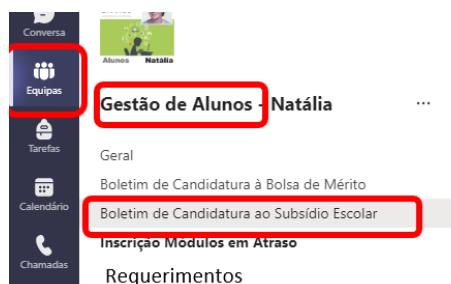 Conversa
Equipas
Tarefas
Calendário
Chamadas
Alunos Natália
Gestão de Alunos - Natália ...
Geral
Boletim de Candidatura à Bolsa de Mérito
Boletim de Candidatura ao Subsídio Escolar
Inscrição Módulos em Atraso
Requerimentos